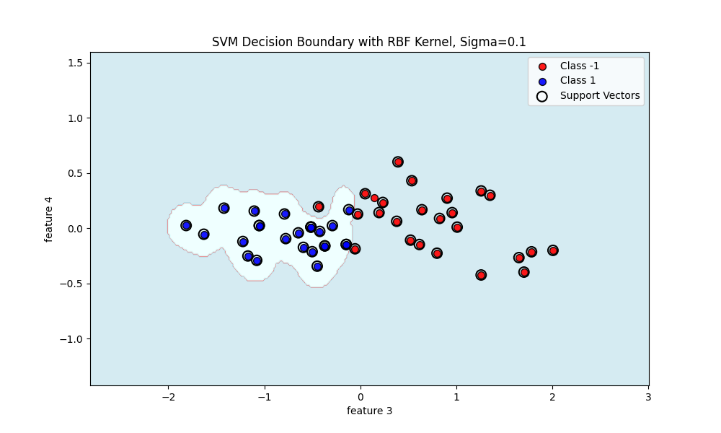 SVM Decision Boundary with RBF Kernel, Sigma=0.1
Class -1
Class 1
Support Vectors
1.5
1.0
0.5
0.0
−0.5
−1.0
feature 4
−2
−1
0
1
2
3
feature 3